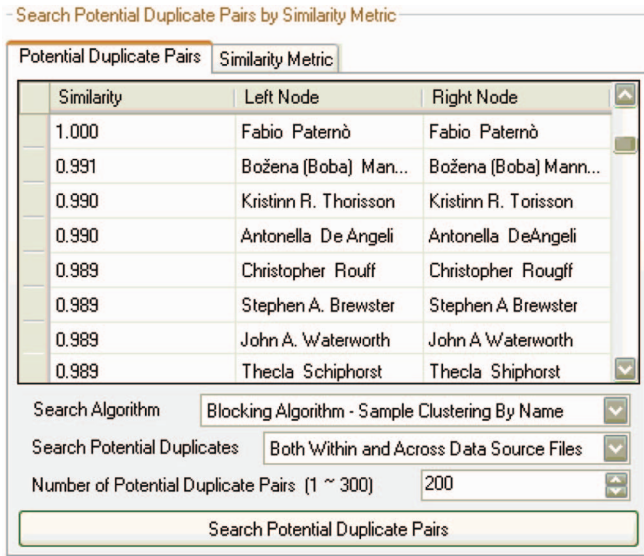 Search Potential Duplicate Pairs by Similarity Metric
Potential Duplicate Pairs Similarity Metric
Similarity Left Node Right Node
1.000 Fabio Paternò Fabio Paternò
0.991 Božena (Boba) Man... Božena (Boba) Mann...
0.990 Kristinn R. Thorisson Kristinn R. Torisson
0.990 Antonella De Angeli Antonella DeAngeli
0.989 Christopher Rouff Christopher Rougff
0.989 Stephen A. Brewster Stephen A Brewster
0.989 John A. Waterworth John A Waterworth
0.989 Thecla Schiphorst Thecla Shiphorst
Search Algorithm Blocking Algorithm - Sample Clustering By Name
Search Potential Duplicates Both Within and Across Data Source Files
Number of Potential Duplicate Pairs (1 ~ 300) 200
Search Potential Duplicate Pairs